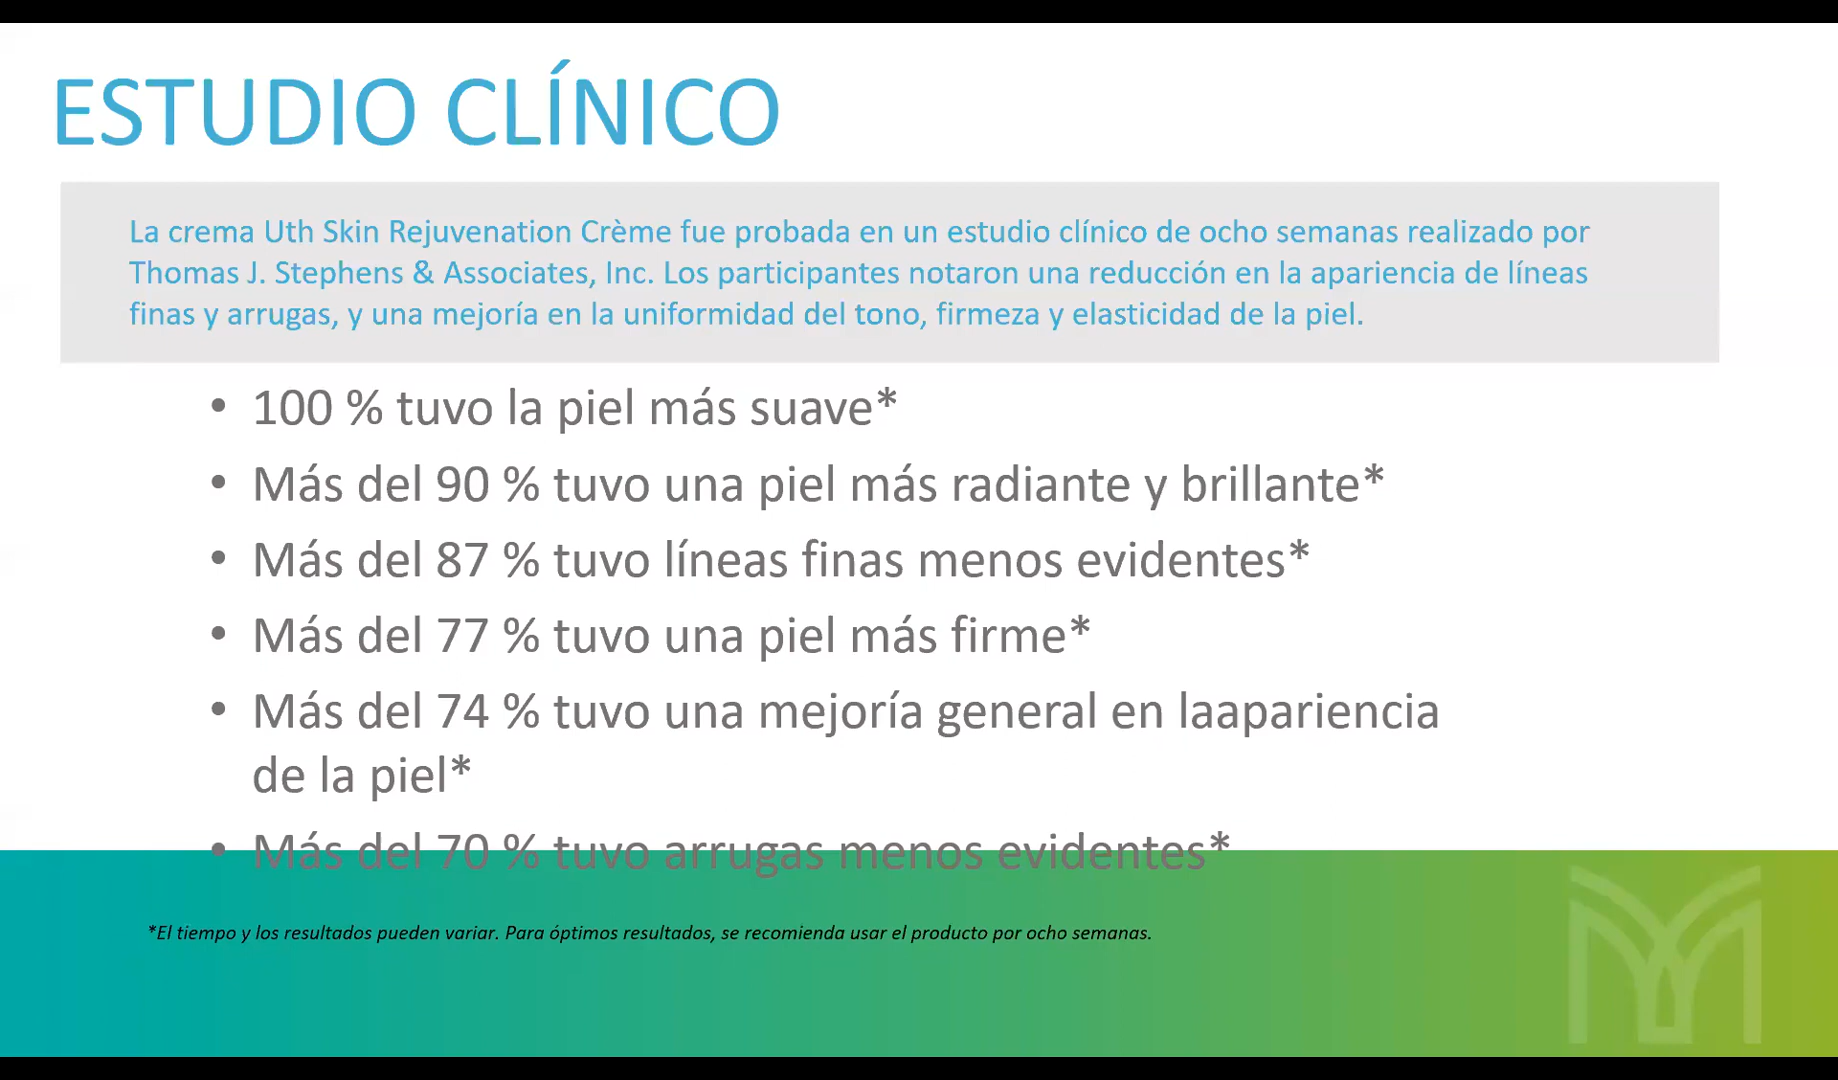 ESTUDIO CLÍNICO
La crema Uth Skin Rejuvenation Crème fue probada en un estudio clínico de ocho semanas realizado por
Thomas J. Stephens & Associates, Inc. Los participantes notaron una reducción en la apariencia de líneas
finas y arrugas, y una mejoría en la uniformidad del tono, firmeza y elasticidad de la piel.
• 100 % tuvo la piel más suave*
• Más del 90 % tuvo una piel más radiante y brillante*
• Más del 87 % tuvo líneas finas menos evidentes*
• Más del 77 % tuvo una piel más firme*
• Más del 74 % tuvo una mejoría general en laapariencia
de la piel*
• Más del 70 % tuvo arrugas menos evidentes*
*El tiempo y los resultados pueden variar. Para óptimos resultados, se recomienda usar el producto por ocho semanas.